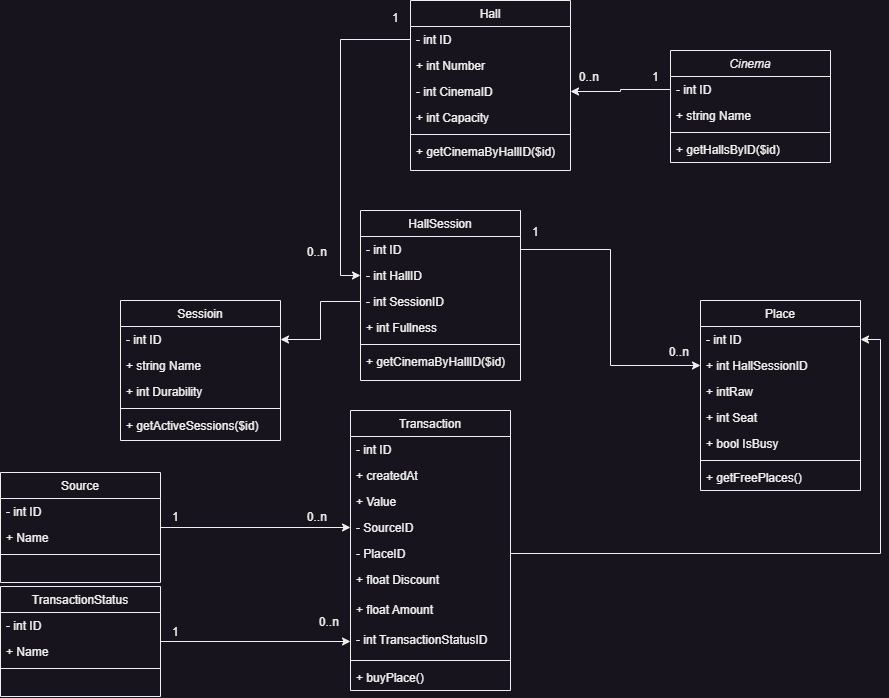 Hall
- int ID
+ int Number
- int CinemaID
+ int Capacity
+ getCinemaByHallID($id)
1
0..n
1
Cinema
- int ID
+ string Name
+ getHallsByID($id)
0..n
HallSession
- int ID
- int HallID
- int SessionID
+ int Fullness
+ getCinemaByHallID($id)
1
0..n
Sessioin
- int ID
+ string Name
+ int Durability
+ getActiveSessions($id)
Place
- int ID
+ int HallSessionID
+ intRaw
+ int Seat
+ bool IsBusy
+ getFreePlaces()
Transaction
- int ID
+ createdAt
+ Value
- SourceID
- PlaceID
+ float Discount
+ float Amount
- int TransactionStatusID
+ buyPlace()
Source
- int ID
+ Name
1
0..n
TransactionStatus
- int ID
+ Name
1
0..n